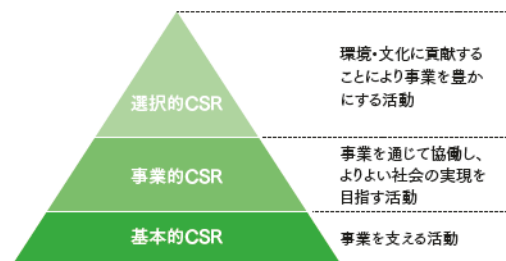 環境・文化に貢献する
ことにより事業を豊か
にする活動
選択的CSR
事業を通じて協働し、
よりよい社会の実現を
目指す活動
事業的CSR
基本的CSR
事業を支える活動